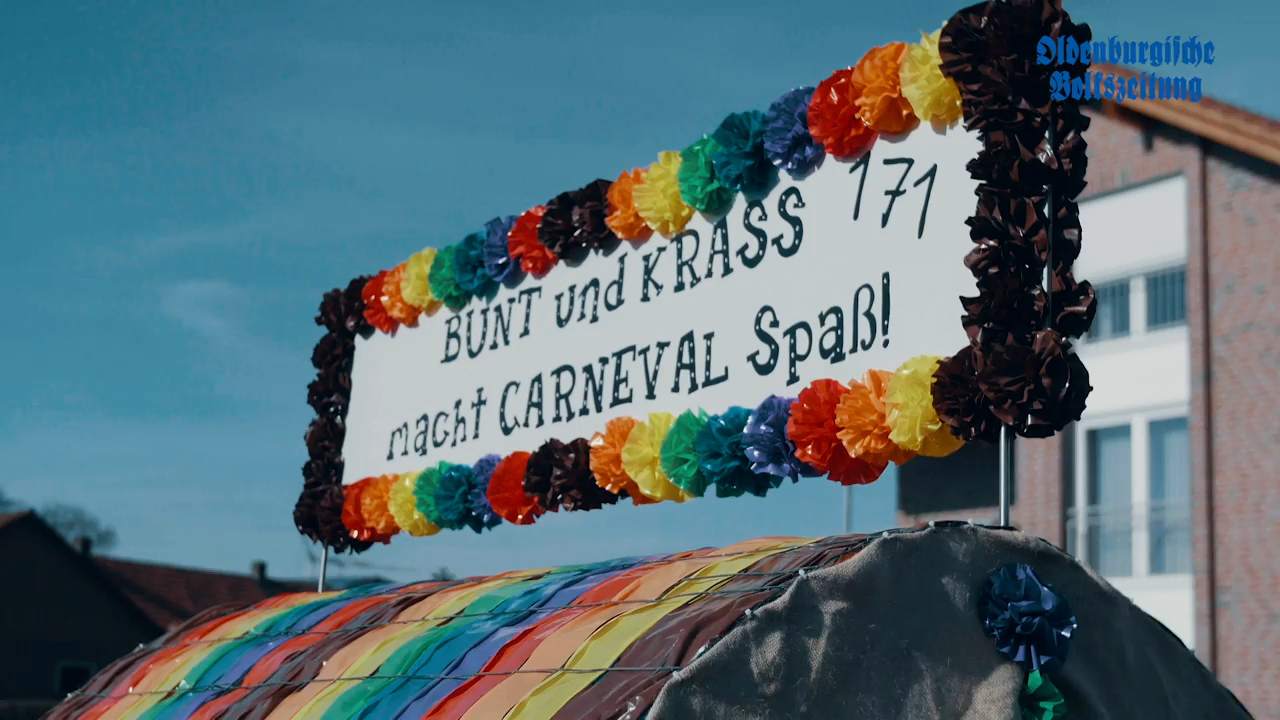 Oldenburgische
Volkszeitung
171
BUNT und KRASS
macht CARNEVAL Spaß!